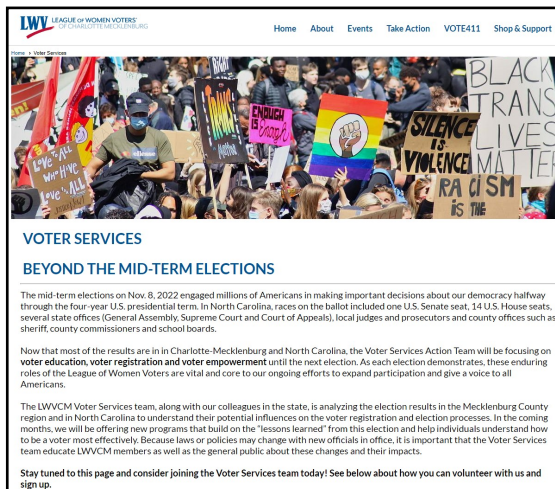 LWV LEAGUE OF WOMEN VOTERS®
OF CHARLOTTE MECKLENBURG
Home About Events Take Action VOTE411 Shop & Support
Home > Voter Services
BLACK
TRANS
LIVES
MATTE
ENOUGH
IS
Enough
SILENCE
IS
VIOLENCE
LOVE ALL
WHO HAVE
LOVE ALL
RACISM
IS THE
VOTER SERVICES
BEYOND THE MID-TERM ELECTIONS
The mid-term elections on Nov. 8, 2022 engaged millions of Americans in making important decisions about our democracy halfway
through the four-year U.S. presidential term. In North Carolina, races on the ballot included one U.S. Senate seat, 14 U.S. House seats,
several state offices (General Assembly, Supreme Court and Court of Appeals), local judges and prosecutors and county offices such as
sheriff, county commissioners and school boards.
Now that most of the results are in in Charlotte-Mecklenburg and North Carolina, the Voter Services Action Team will be focusing on
voter education, voter registration and voter empowerment until the next election. As each election demonstrates, these enduring
roles of the League of Women Voters are vital and core to our ongoing efforts to expand participation and give a voice to all
Americans.
The LWVCM Voter Services team, along with our colleagues in the state, is analyzing the election results in the Mecklenburg County
region and in North Carolina to understand their potential impacts on the voter registration and election processes. In the coming
months, we will be offering new programs that build on the "lessons learned" from this election and help individuals understand how
to be a voter most effectively. Because laws or policies may change with new officials in office, it is important that the Voter Services
team educate LWVCM members as well as the general public about these changes and their impacts.
Stay tuned to this page and consider joining the Voter Services team today! See below about how you can volunteer with us and
sign up.